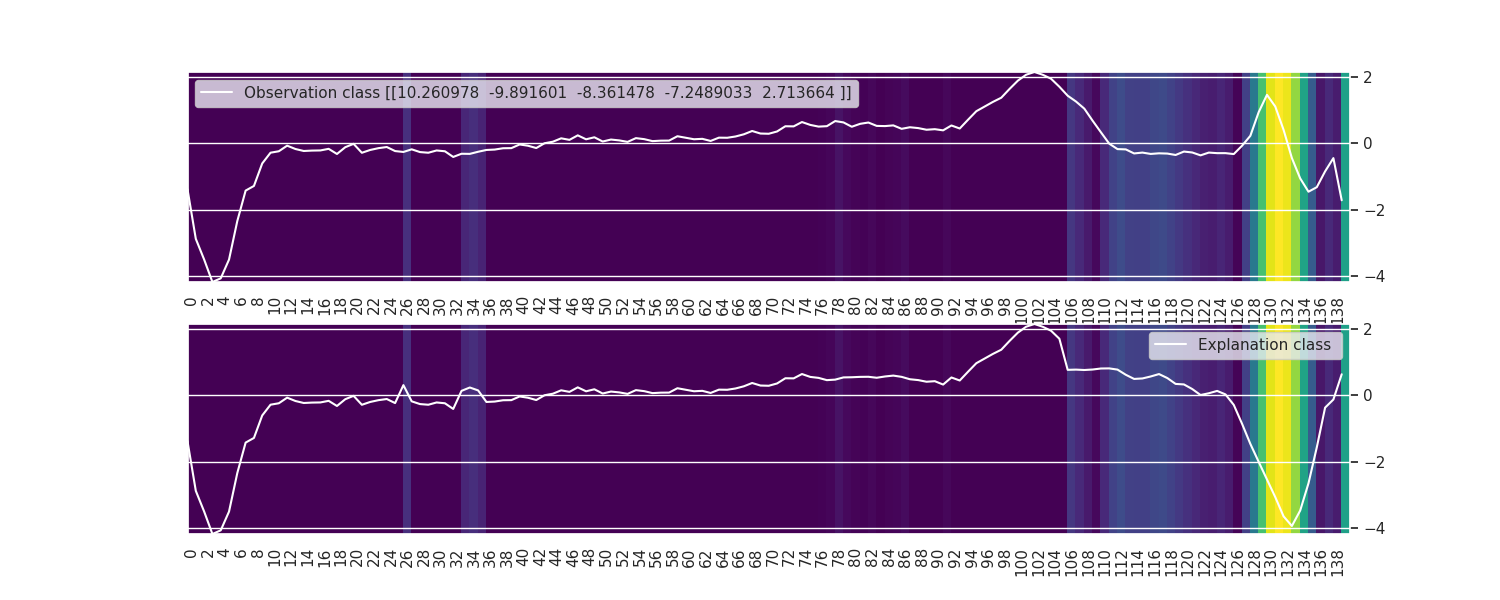 Observation class [[10.260978 -9.891601 -8.361478 -7.2489033 2.713664 ]]
2
0
−2
−4
0 2 4 6 8 10 12 14 16 18 20 22 24 26 28 30 32 34 36 38 40 42 44 46 48 50 52 54 56 58 60 62 64 66 68 70 72 74 76 78 80 82 84 86 88 90 92 94 96 98 100 102 104 106 108 110 112 114 116 118 120 122 124 126 128 130 132 134 136 138
Explanation class
2
0
−2
−4
0 2 4 6 8 10 12 14 16 18 20 22 24 26 28 30 32 34 36 38 40 42 44 46 48 50 52 54 56 58 60 62 64 66 68 70 72 74 76 78 80 82 84 86 88 90 92 94 96 98 100 102 104 106 108 110 112 114 116 118 120 122 124 126 128 130 132 134 136 138